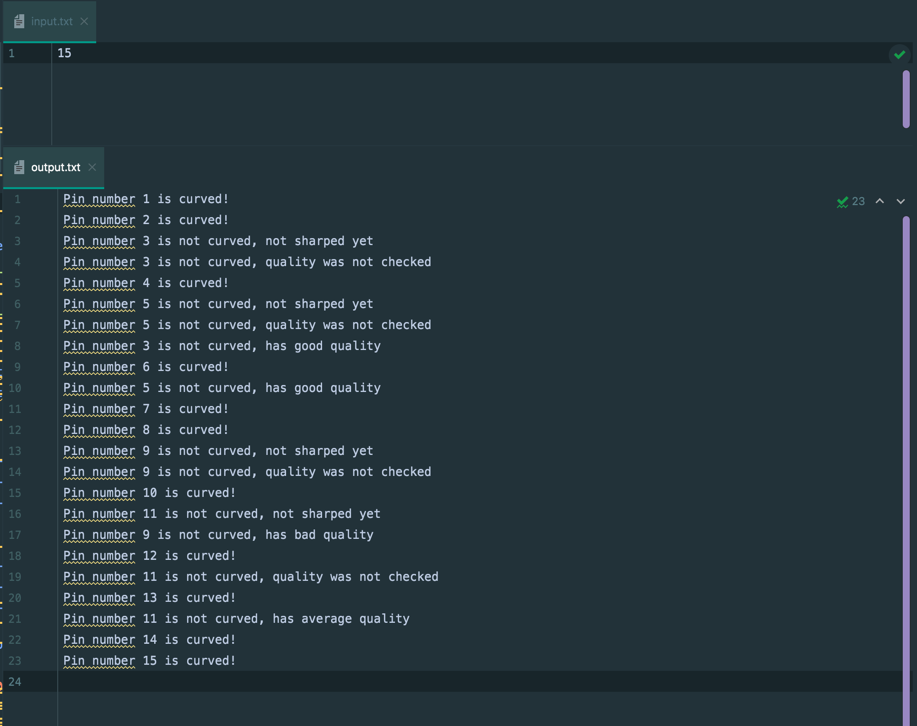 input.txt
1 15
output.txt
23
1 Pin number 1 is curved!
2 Pin number 2 is curved!
3 Pin number 3 is not curved, not sharped yet
4 Pin number 3 is not curved, quality was not checked
5 Pin number 4 is curved!
6 Pin number 5 is not curved, not sharped yet
7 Pin number 5 is not curved, quality was not checked
8 Pin number 3 is not curved, has good quality
9 Pin number 6 is curved!
10 Pin number 5 is not curved, has good quality
11 Pin number 7 is curved!
12 Pin number 8 is curved!
13 Pin number 9 is not curved, not sharped yet
14 Pin number 9 is not curved, quality was not checked
15 Pin number 10 is curved!
16 Pin number 11 is not curved, not sharped yet
17 Pin number 9 is not curved, has bad quality
18 Pin number 12 is curved!
19 Pin number 11 is not curved, quality was not checked
20 Pin number 13 is curved!
21 Pin number 11 is not curved, has average quality
22 Pin number 14 is curved!
23 Pin number 15 is curved!
24